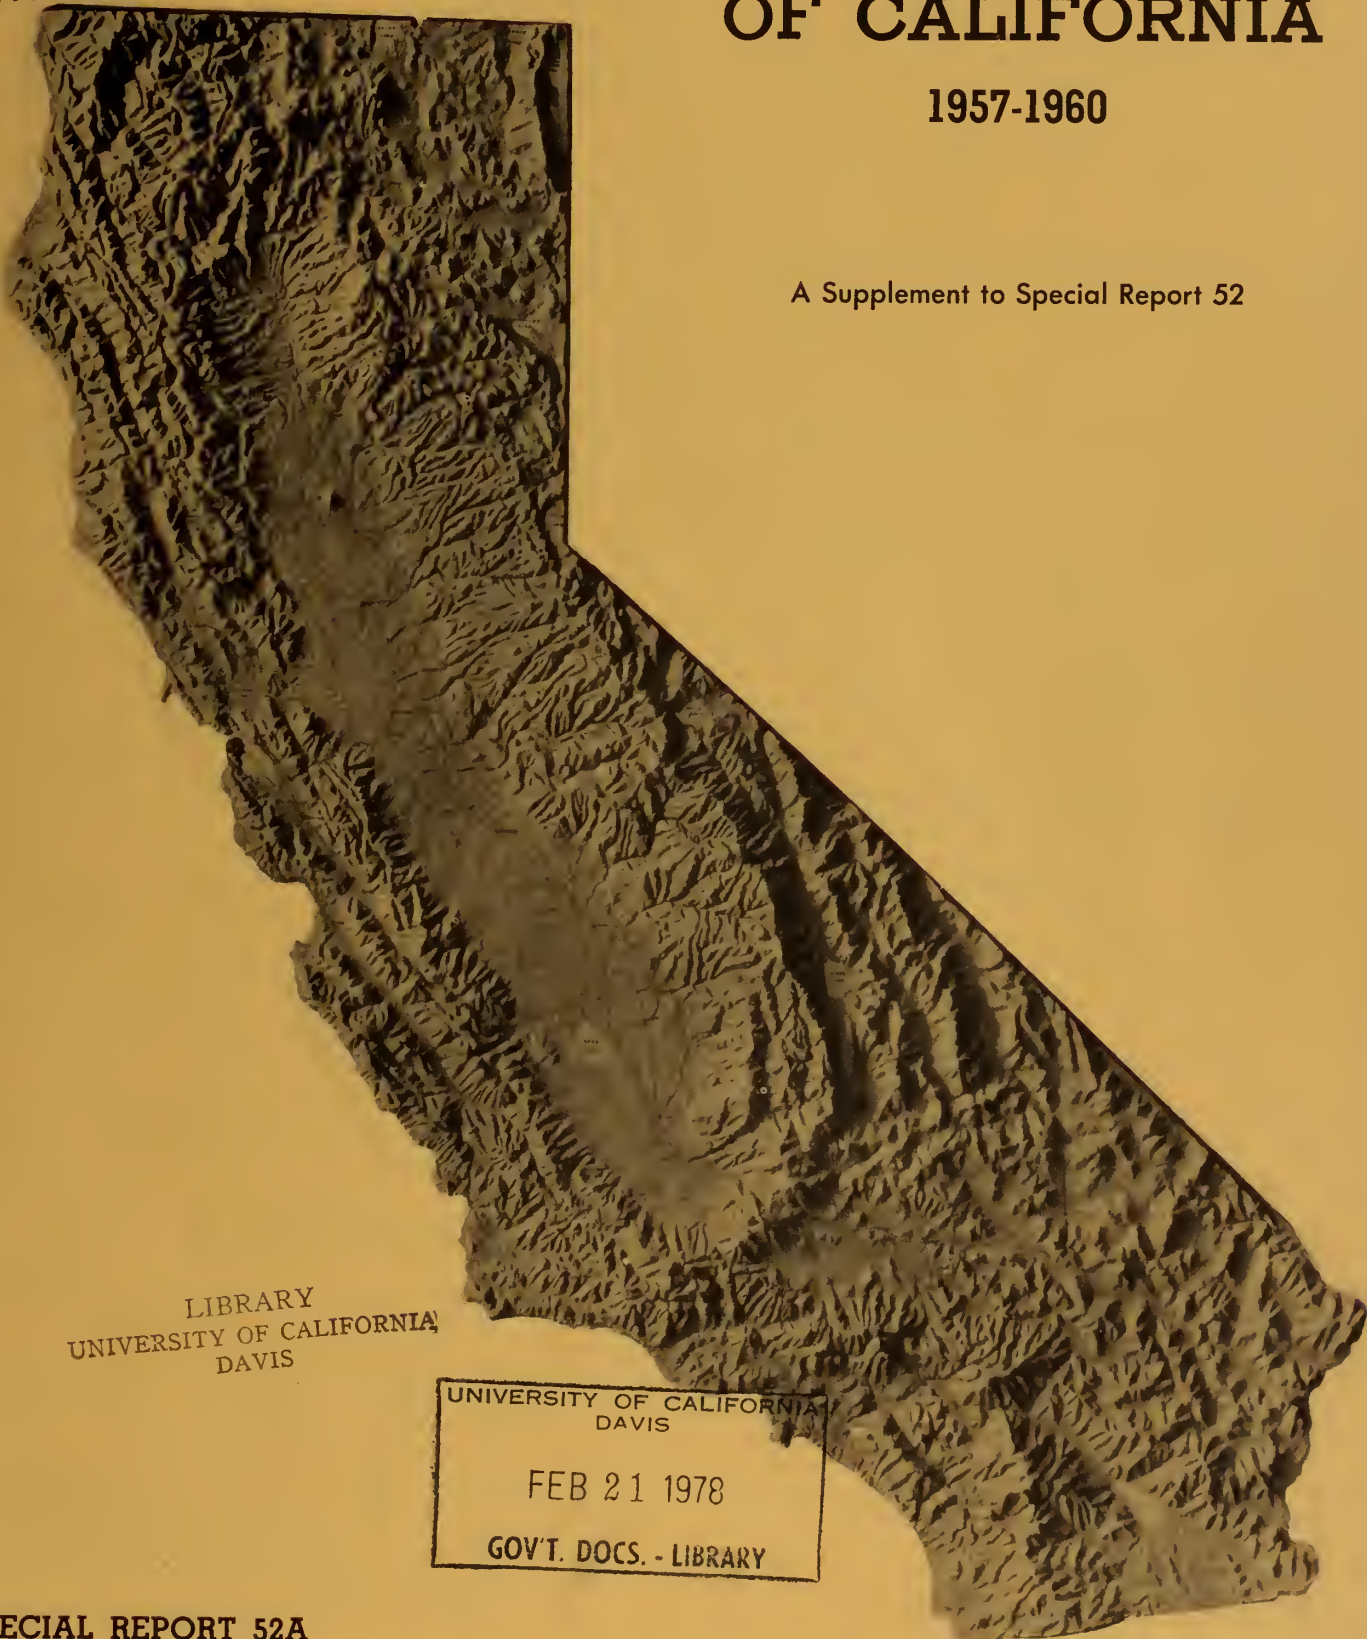 OF CALIFORNIA
1957-1960
A Supplement to Special Report 52
LIBRARY
UNIVERSITY OF CALIFORNIA
DAVIS
UNIVERSITY OF CALIFORNIA
DAVIS
FEB 21 1978
GOV'T. DOCS. - LIBRARY
ECIAL REPORT 52A